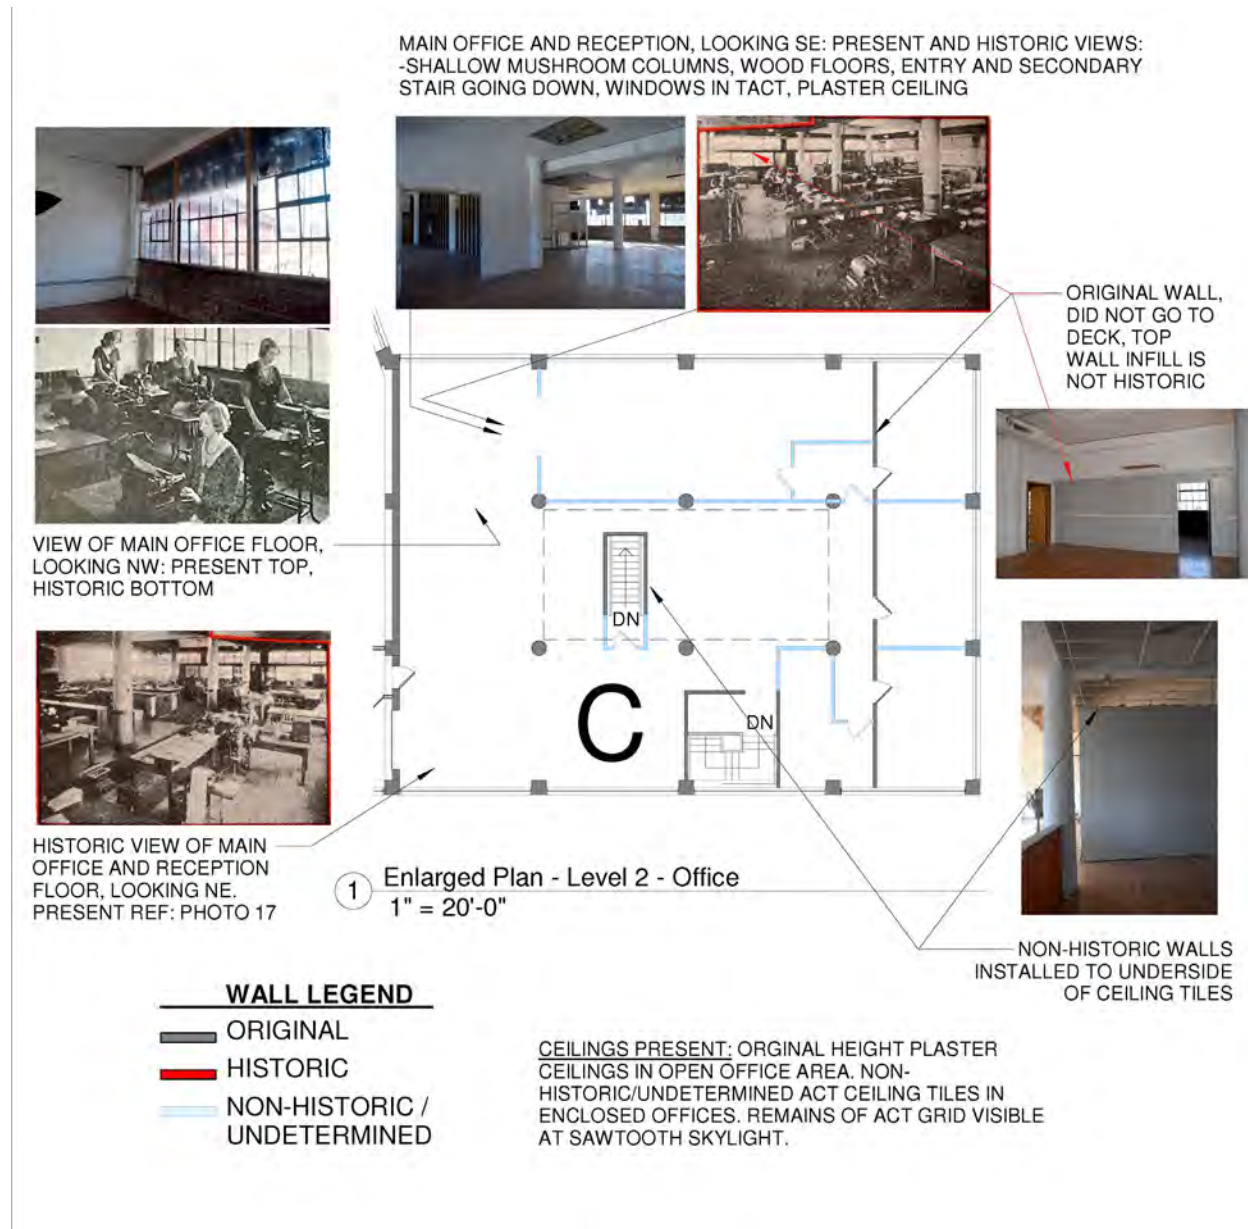 MAIN OFFICE AND RECEPTION, LOOKING SE: PRESENT AND HISTORIC VIEWS:
-SHALLOW MUSHROOM COLUMNS, WOOD FLOORS, ENTRY AND SECONDARY
STAIR GOING DOWN, WINDOWS IN TACT, PLASTER CEILING
ORIGINAL WALL,
DID NOT GO TO
DECK, TOP
WALL INFILL IS
NOT HISTORIC
VIEW OF MAIN OFFICE FLOOR,
LOOKING NW: PRESENT TOP,
HISTORIC BOTTOM
DN
DN
C
HISTORIC VIEW OF MAIN
OFFICE AND RECEPTION
FLOOR, LOOKING NE.
PRESENT REF: PHOTO 17
1
Enlarged Plan - Level 2 - Office
1" = 20'-0"
NON-HISTORIC WALLS
INSTALLED TO UNDERSIDE
OF CEILING TILES
WALL LEGEND
ORIGINAL
HISTORIC
NON-HISTORIC /
UNDETERMINED
CEILINGS PRESENT: ORGINAL HEIGHT PLASTER
CEILINGS IN OPEN OFFICE AREA. NON-
HISTORIC/UNDETERMINED ACT CEILING TILES IN
ENCLOSED OFFICES. REMAINS OF ACT GRID VISIBLE
AT SAWTOOTH SKYLIGHT.